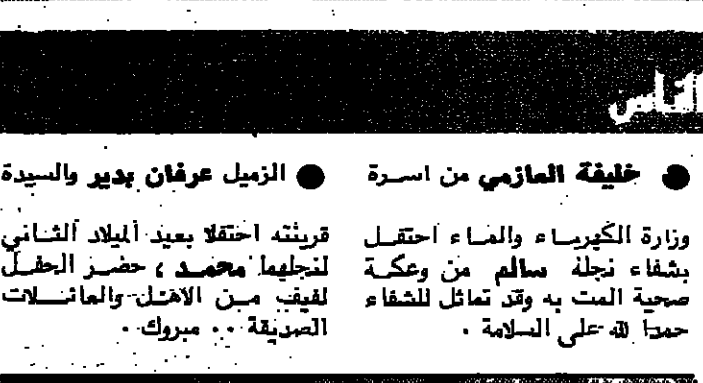 الناس
● خليفة العازمي من اسرة
وزارة الكهرباء والماء احتفل
بشفاء نجله سالم من وعكة
صحية المت به وقد تماثل للشفاء
حمدا لله على السلامة .
● الزميل عرفان بدير والسيدة
قرينته احتفلا بعيد الميلاد الثاني
لنجلهما محمد ، حضر الحفل
لفيف من الاهل والعائلات
الصديقة . . مبروك .